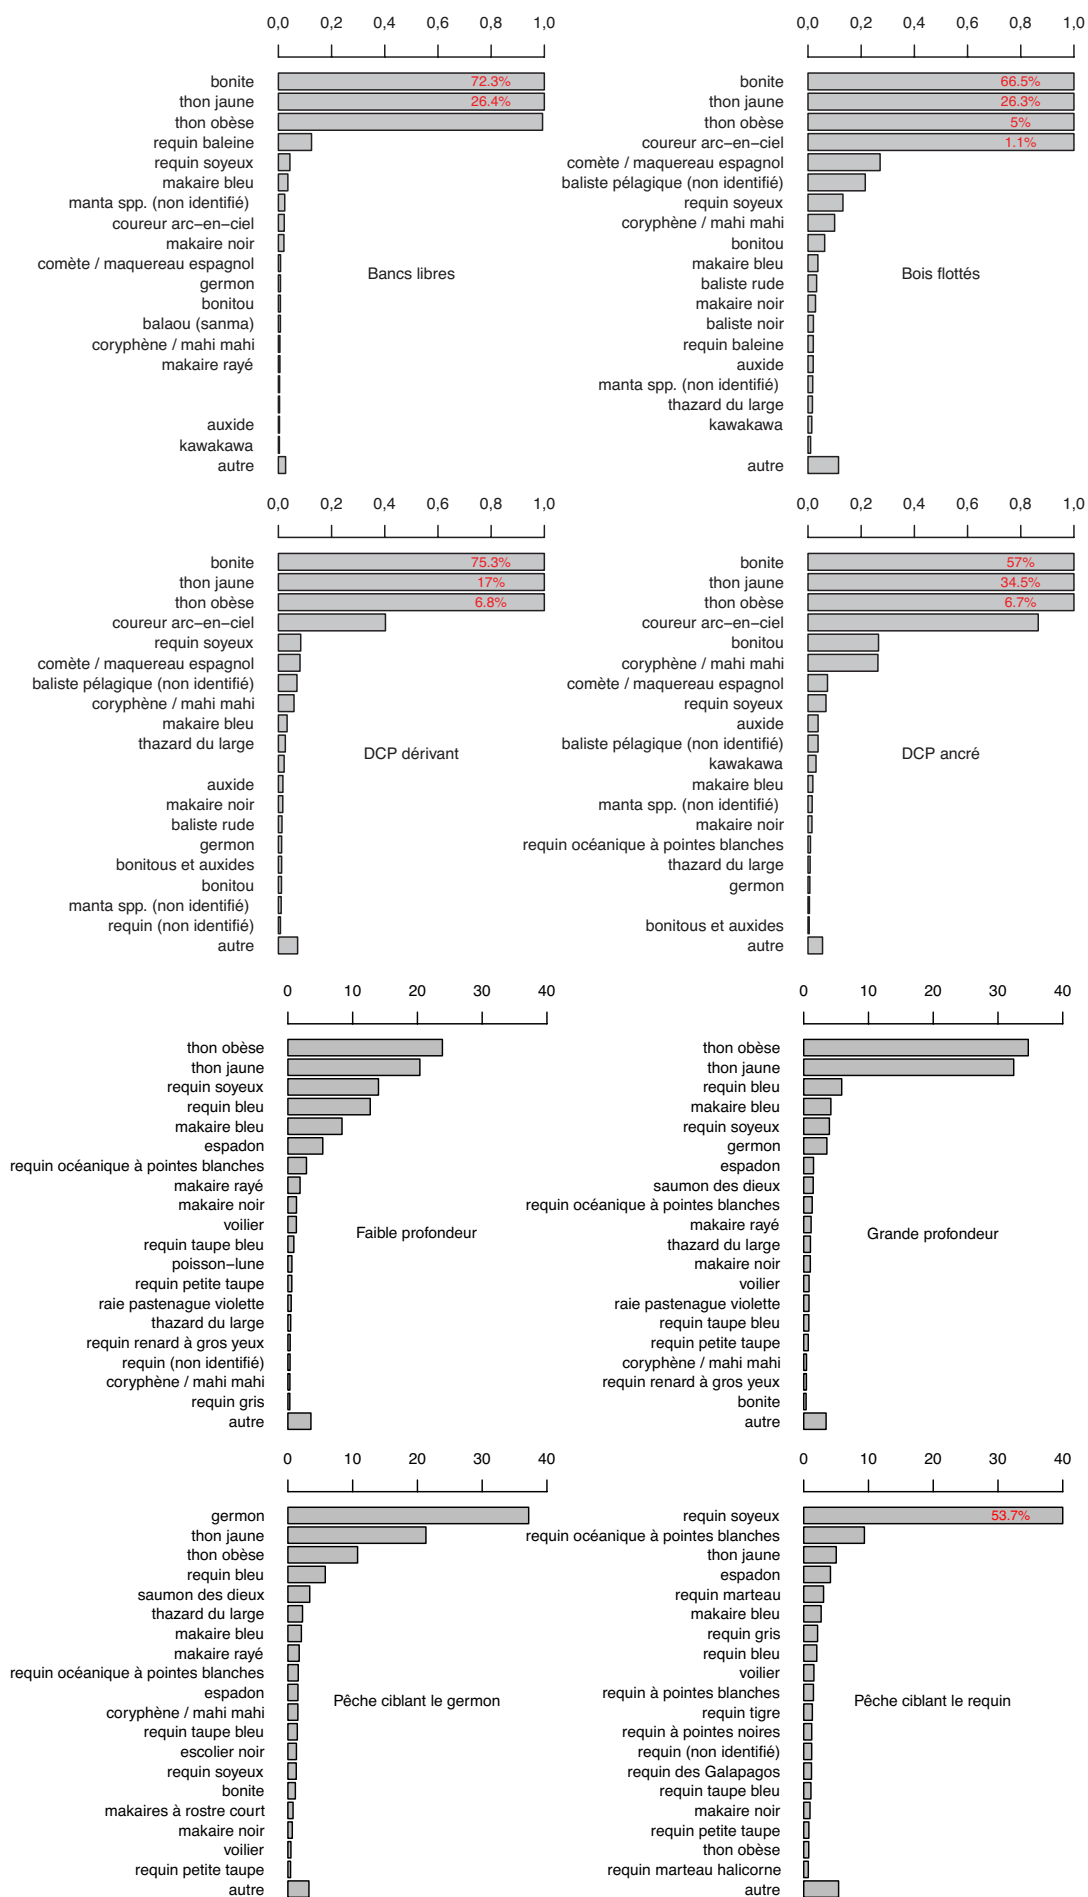 0,0 0,2 0,4 0,6 0,8 1,0
bonite 72.3%
thon jaune 26.4%
thon obèse
requin baleine
requin soyeux
makaire bleu
manta spp. (non identifié)
coureur arc−en−ciel
makaire noir
comète / maquereau espagnol
Bancs libres
germon
bonitou
balaou (sanma)
coryphène / mahi mahi
makaire rayé
auxide
kawakawa
autre
0,0 0,2 0,4 0,6 0,8 1,0
bonite 66.5%
thon jaune 26.3%
thon obèse 5%
coureur arc−en−ciel 1.1%
comète / maquereau espagnol
baliste pélagique (non identifié)
requin soyeux
coryphène / mahi mahi
bonitou
makaire bleu
Bois flottés
baliste rude
makaire noir
baliste noir
requin baleine
auxide
manta spp. (non identifié)
thazard du large
kawakawa
autre
0,0 0,2 0,4 0,6 0,8 1,0
bonite 75.3%
thon jaune 17%
thon obèse 6.8%
coureur arc−en−ciel
requin soyeux
comète / maquereau espagnol
baliste pélagique (non identifié)
coryphène / mahi mahi
makaire bleu
thazard du large
DCP dérivant
auxide
makaire noir
baliste rude
germon
bonitous et auxides
bonitou
manta spp. (non identifié)
requin (non identifié)
autre
0,0 0,2 0,4 0,6 0,8 1,0
bonite 57%
thon jaune 34.5%
thon obèse 6.7%
coureur arc−en−ciel
bonitou
coryphène / mahi mahi
comète / maquereau espagnol
requin soyeux
auxide
baliste pélagique (non identifié)
DCP ancré
kawakawa
makaire bleu
manta spp. (non identifié)
makaire noir
requin océanique à pointes blanches
thazard du large
germon
bonitous et auxides
autre
0 10 20 30 40
thon obèse
thon jaune
requin soyeux
requin bleu
makaire bleu
espadon
requin océanique à pointes blanches
makaire rayé
makaire noir
voilier
Faible profondeur
requin taupe bleu
poisson−lune
requin petite taupe
raie pastenague violette
thazard du large
requin renard à gros yeux
requin (non identifié)
coryphène / mahi mahi
requin gris
autre
0 10 20 30 40
thon obèse
thon jaune
requin bleu
makaire bleu
requin soyeux
germon
espadon
saumon des dieux
requin océanique à pointes blanches
makaire rayé
Grande profondeur
thazard du large
makaire noir
voilier
raie pastenague violette
requin taupe bleu
requin petite taupe
coryphène / mahi mahi
requin renard à gros yeux
bonite
autre
0 10 20 30 40
germon
thon jaune
thon obèse
requin bleu
saumon des dieux
thazard du large
makaire bleu
makaire rayé
requin océanique à pointes blanches
espadon
Pêche ciblant le germon
coryphène / mahi mahi
requin taupe bleu
escolier noir
requin soyeux
bonite
makaires à rostre court
makaire noir
voilier
requin petite taupe
autre
0 10 20 30 40
requin soyeux 53.7%
requin océanique à pointes blanches
thon jaune
espadon
requin marteau
makaire bleu
requin gris
requin bleu
voilier
requin à pointes blanches
Pêche ciblant le requin
requin tigre
requin à pointes noires
requin (non identifié)
requin des Galapagos
requin taupe bleu
makaire noir
requin petite taupe
thon obèse
requin marteau halicorne
autre